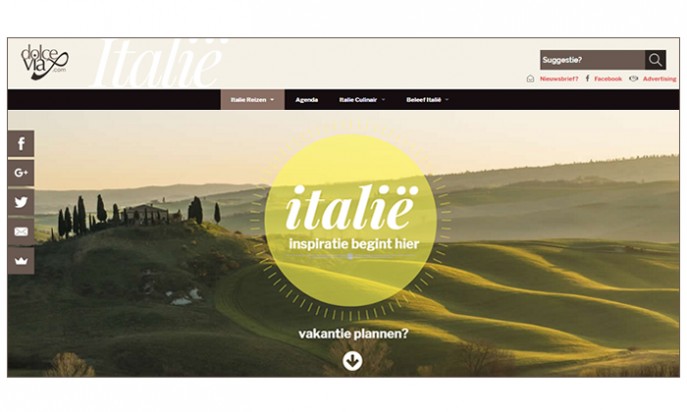 dolce
via
.com
Italië
Suggestie?
Nieuwsbrief? Facebook Advertising
Italie Reizen Agenda Italie Culinair Beleef Italië
f
G+
italië
inspiratie begint hier
vakantie plannen?